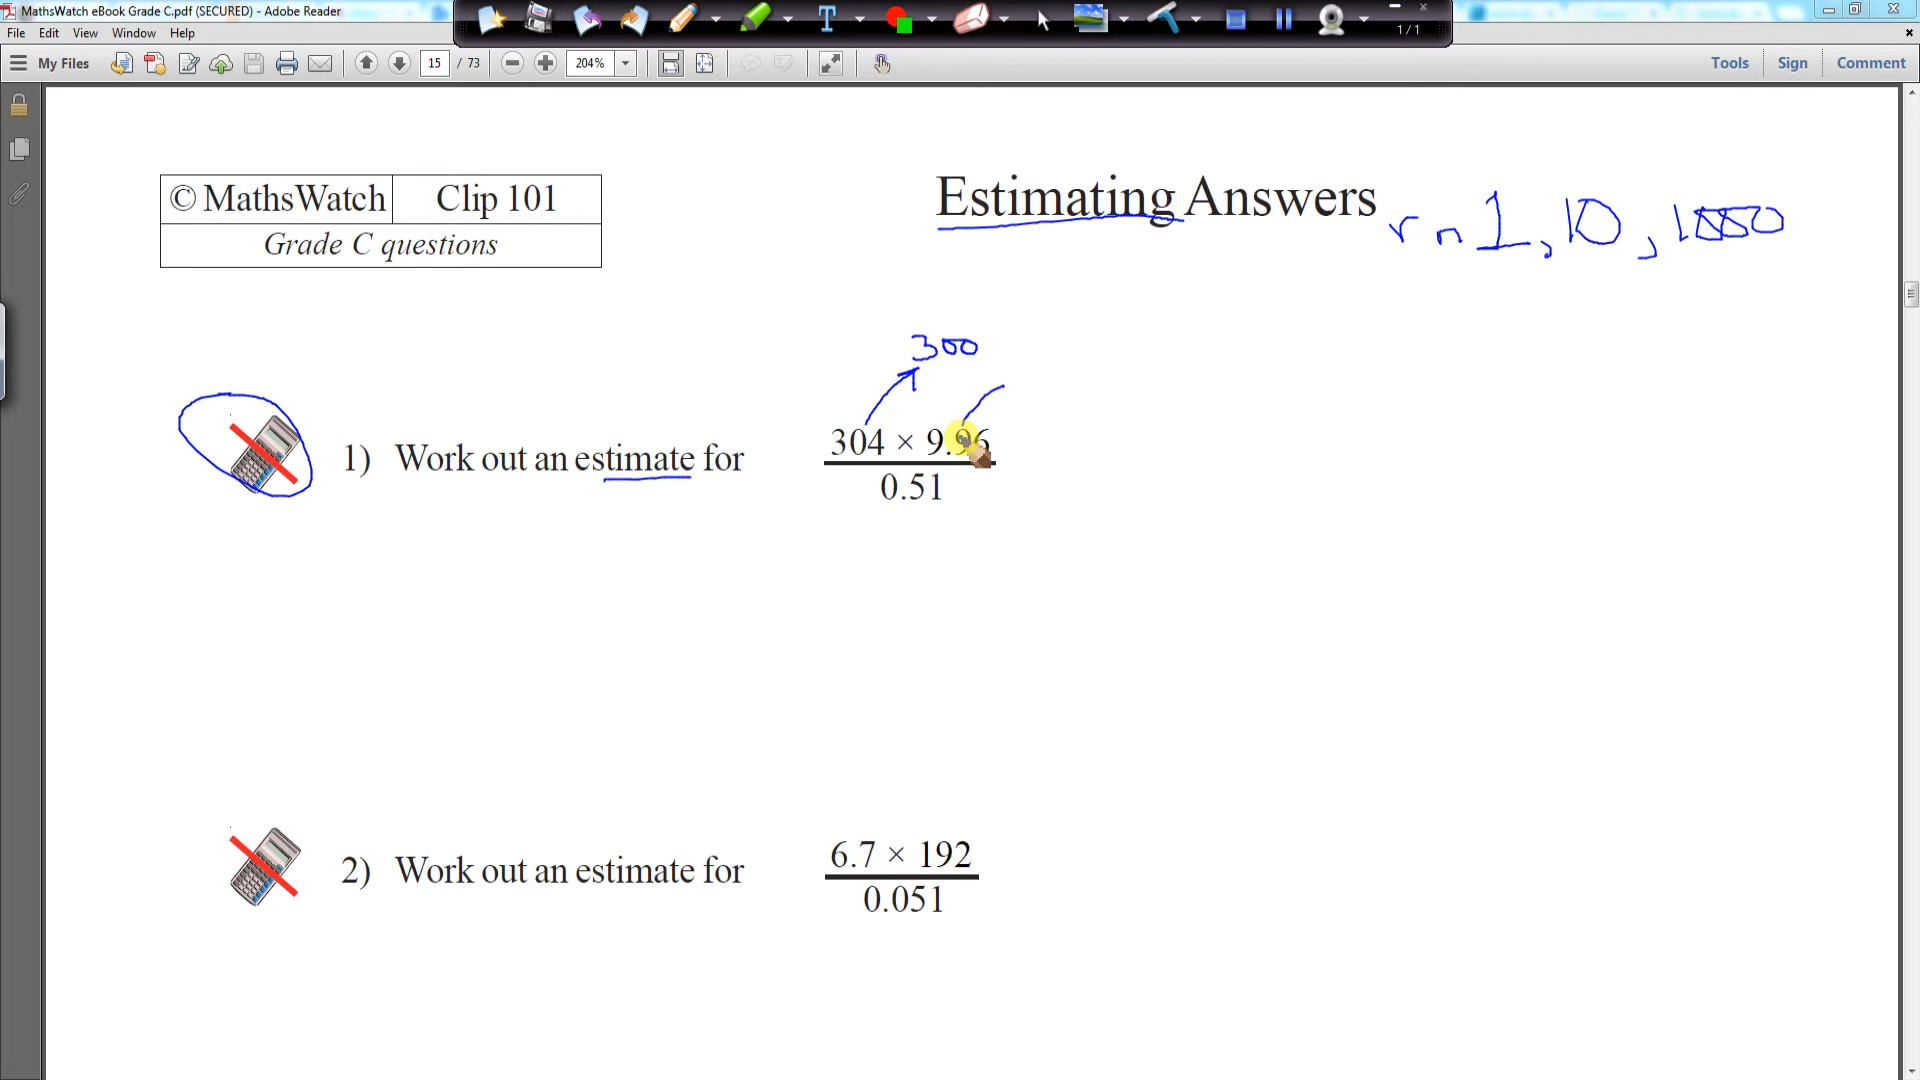 MathsWatch eBook Grade C.pdf (SECURED) - Adobe Reader
1/1
File Edit View Window Help
My Files 15 / 73 204% Tools Sign Comment
© MathsWatch Clip 101
Grade C questions
Estimating Answers r n 1, 10,
300
1) Work out an estimate for
304 × 9.96
0.51
2) Work out an estimate for
6.7 × 192
0.051